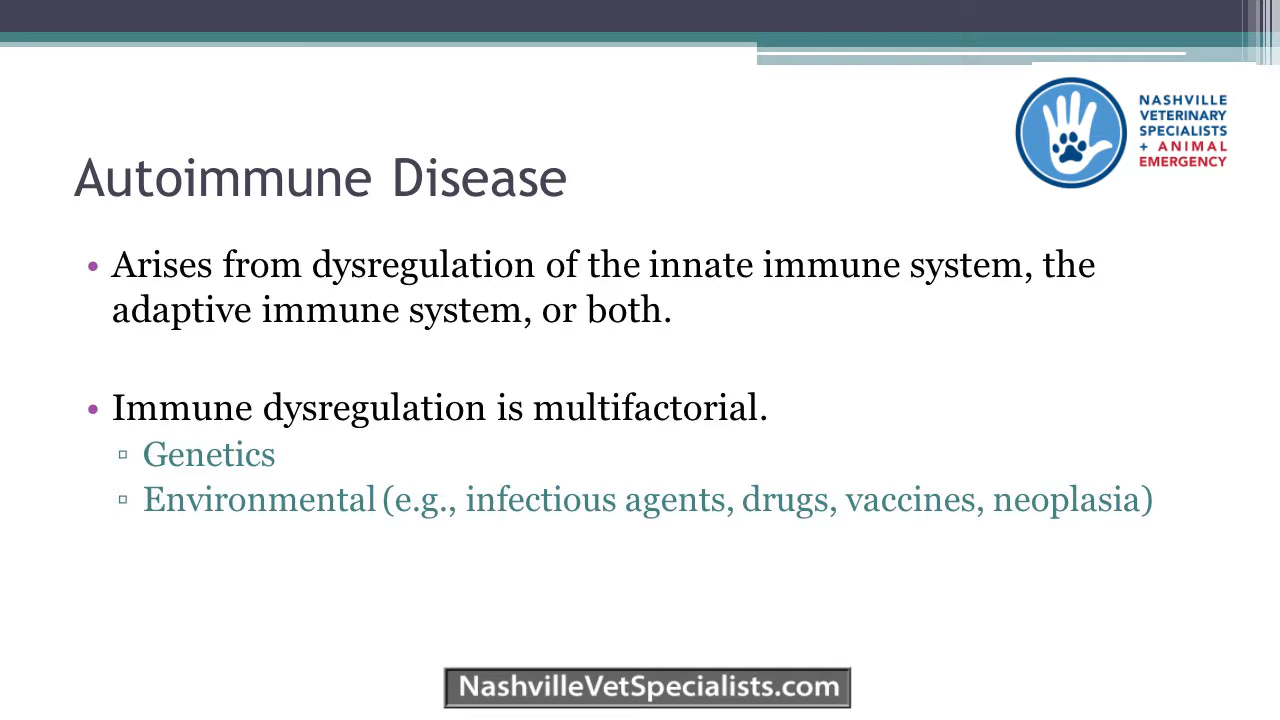 NASHVILLE
VETERINARY
SPECIALISTS
+ ANIMAL
EMERGENCY
Autoimmune Disease
• Arises from dysregulation of the innate immune system, the
adaptive immune system, or both.
• Immune dysregulation is multifactorial.
▫ Genetics
▫ Environmental (e.g., infectious agents, drugs, vaccines, neoplasia)
NashvilleVetSpecialists.com